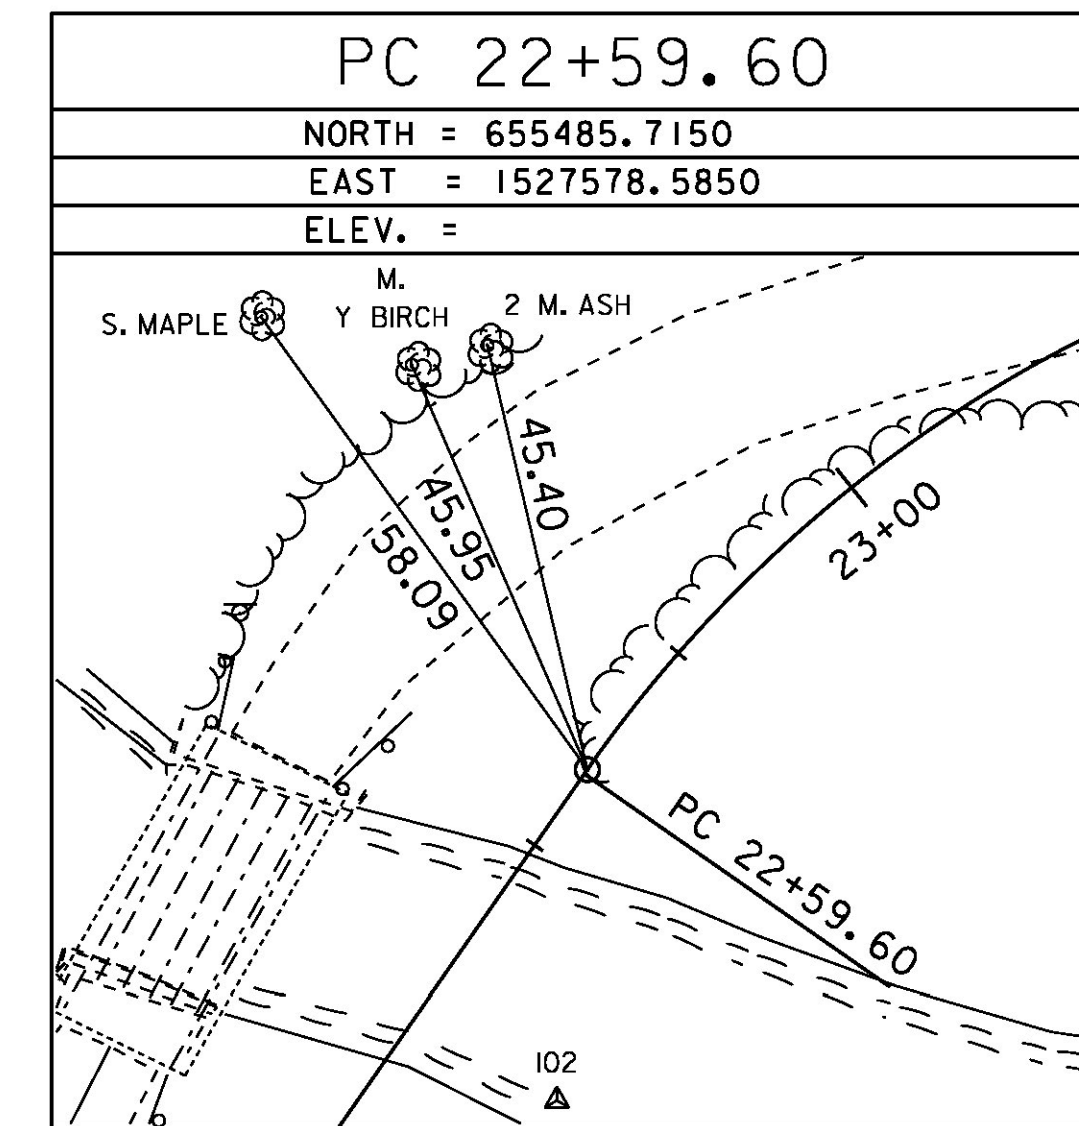 PC 22+59.60
NORTH = 655485.7150
EAST = 1527578.5850
ELEV. =
M.
S. MAPLE
Y BIRCH
2 M. ASH
45.40
45.95
58.09
23+00
PC 22+59.60
102